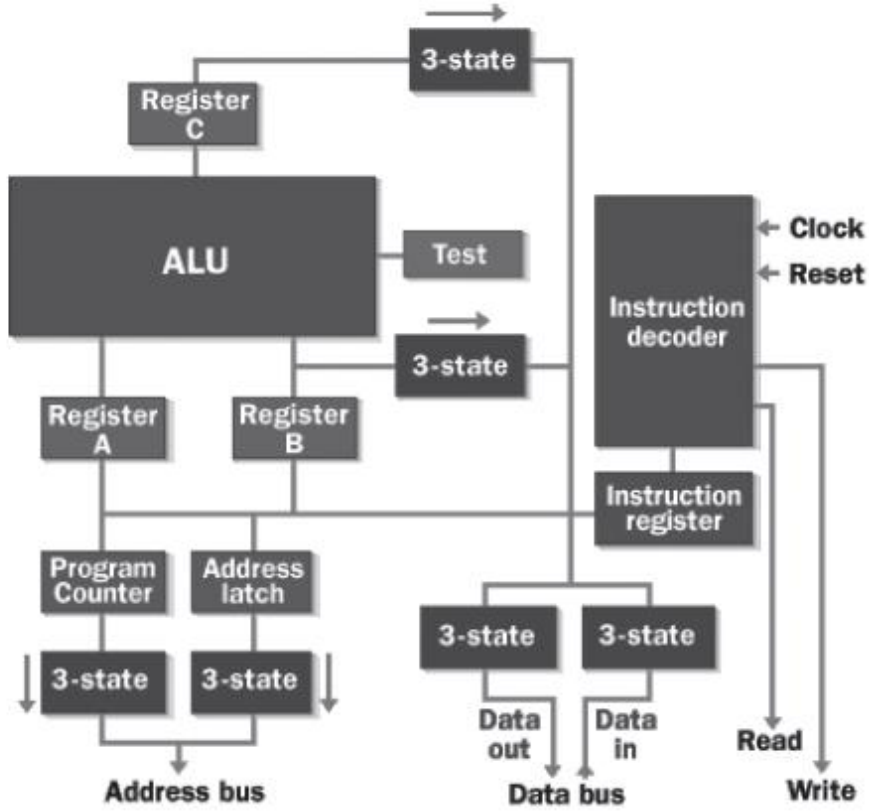 3-state
Register
C
ALU
Test
Clock
Reset
Instruction
decoder
3-state
Register
A
Register
B
Instruction
register
Program
Counter
Address
latch
3-state
3-state
3-state
3-state
Data
out
Data
in
Read
Address bus
Data bus
Write